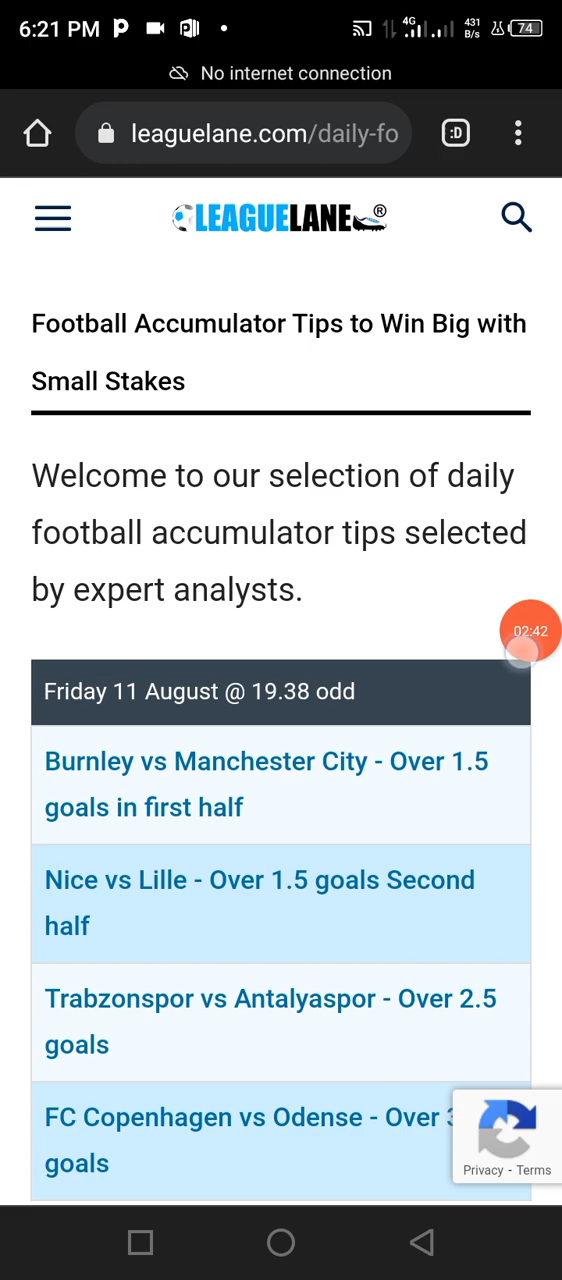 6:21 PM
4G
431
B/s
74
No internet connection
leaguelane.com/daily-fo
:D
LEAGUELANE®
Football Accumulator Tips to Win Big with
Small Stakes
Welcome to our selection of daily
football accumulator tips selected
by expert analysts.
02:42
Friday 11 August @ 19.38 odd
Burnley vs Manchester City - Over 1.5
goals in first half
Nice vs Lille - Over 1.5 goals Second
half
Trabzonspor vs Antalyaspor - Over 2.5
goals
FC Copenhagen vs Odense - Over
goals
Privacy - Terms